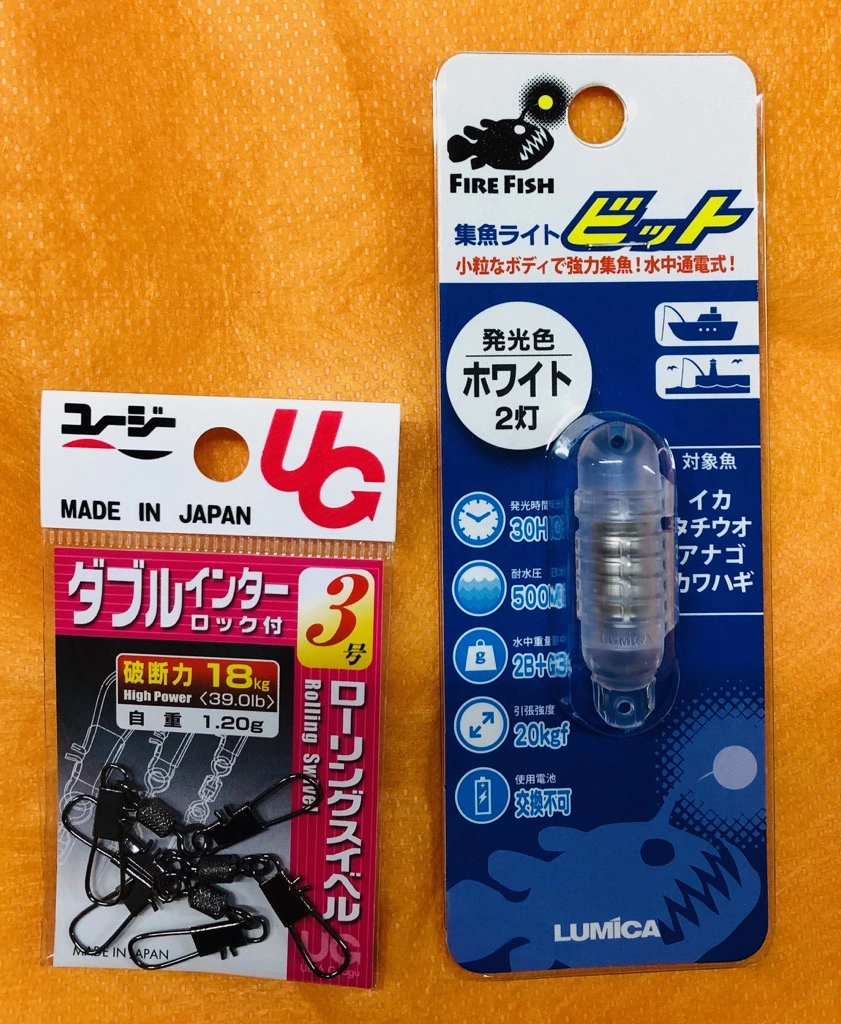 ユージー
UG
MADE IN JAPAN
ダブルインター
ロック付
3号
破断力 18kg
High Power 〈39.0lb〉
自重 1.20g
ローリングスイベル
Rolling Swivel
MADE IN JAPAN
UG
FIRE FISH
集魚ライト ビット
小粒なボディで強力集魚!水中通電式!
発光色
ホワイト
2灯
対象魚
イカ
タチウオ
アナゴ
カワハギ
発光時間
30H
耐水圧
500M
水中重量
2B+G3
引張強度
20kgf
使用電池
交換不可
LUMICA
LUMICA